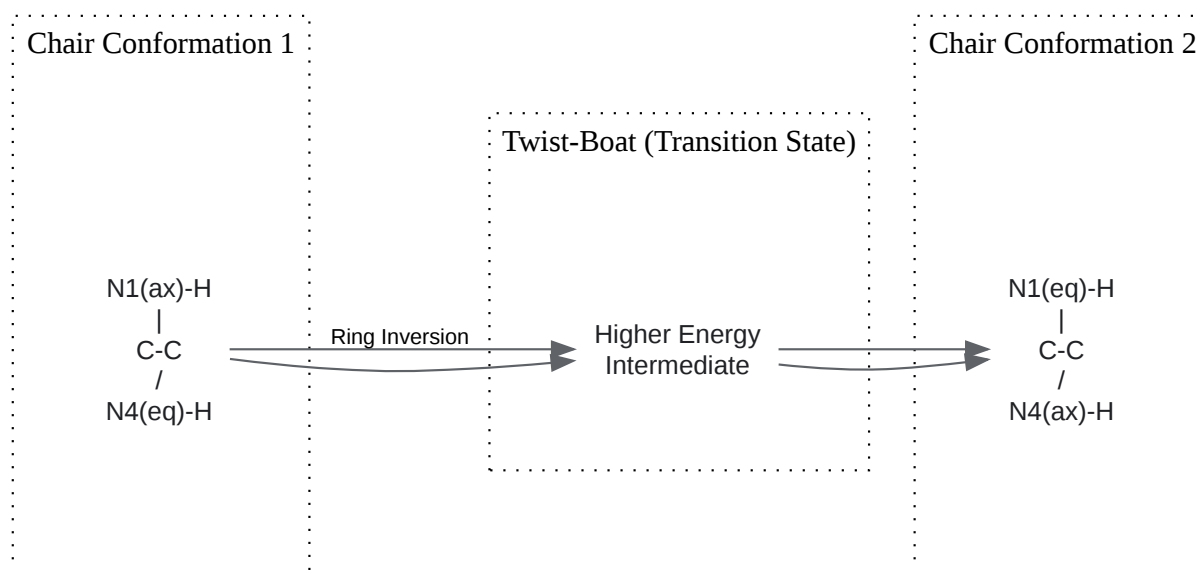 Chair Conformation 1
N1(ax)-H
|
C-C
/
N4(eq)-H
Ring Inversion
Twist-Boat (Transition State)
Higher Energy
Intermediate
Chair Conformation 2
N1(eq)-H
|
C-C
/
N4(ax)-H